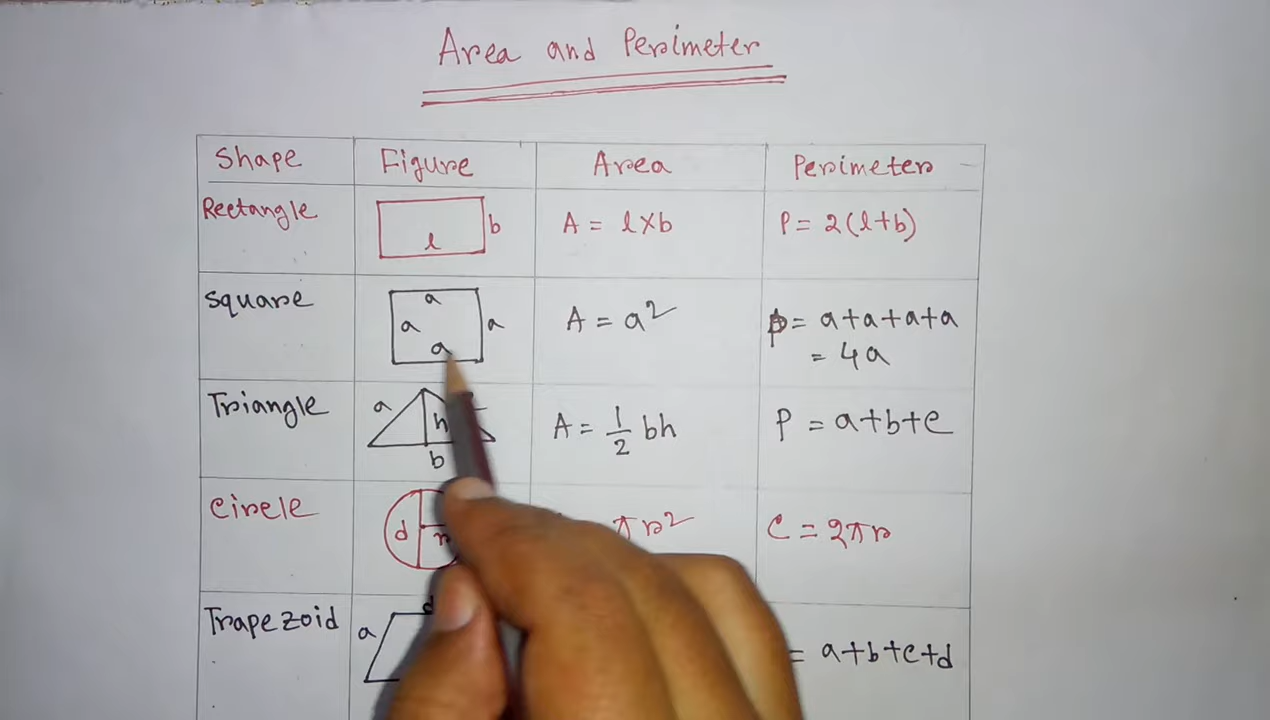 Area and Perimeter
Shape Figure Area Perimeter
Rectangle l b A = l×b P = 2(l+b)
square a a a a A = a² P = a+a+a+a
= 4a
Triangle a h b A = 1/2 bh P = a+b+c
circle d r πr² C = 2πr
Trapezoid a d = a+b+c+d